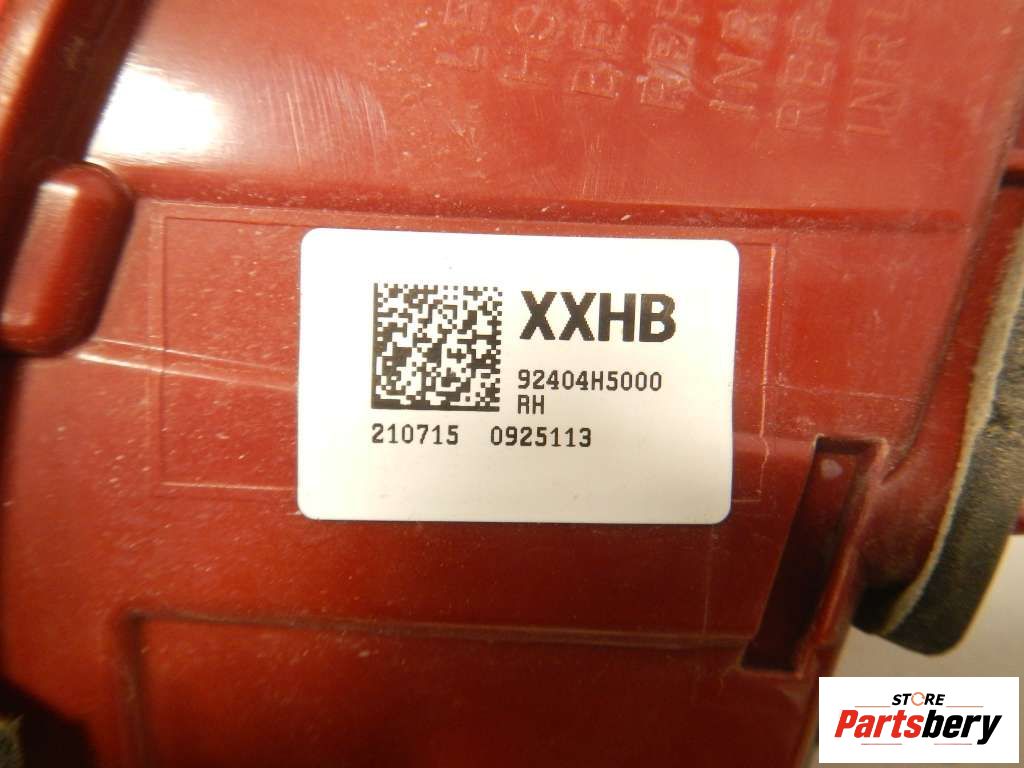 XXHB
92404H5000
RH
210715 0925113
STORE
Partsbery